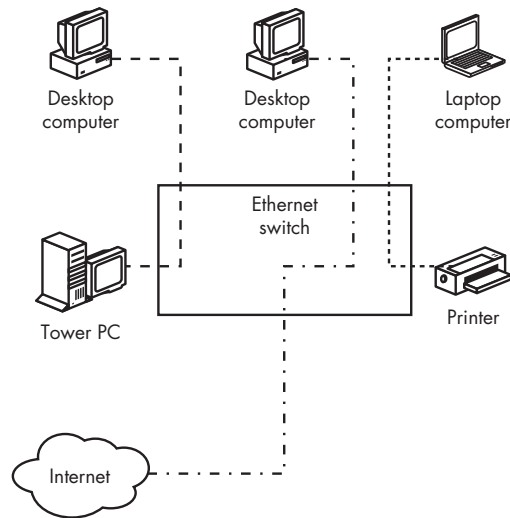 Desktop
computer
Desktop
computer
Laptop
computer
Ethernet
switch
Tower PC
Printer
Internet